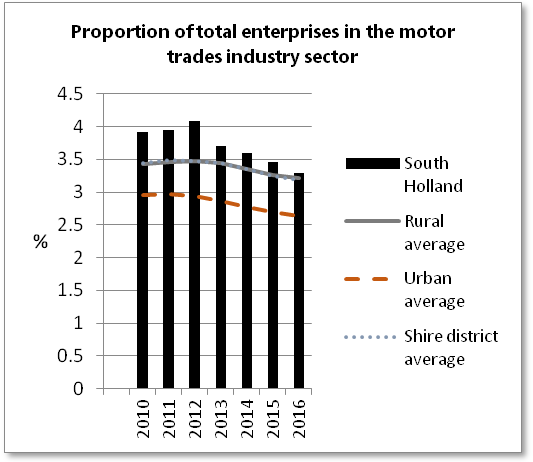 Proportion of total enterprises in the motor
trades industry sector
4.5
4
3.5
3
2.5
2
1.5
1
0.5
0
%
2010
2011
2012
2013
2014
2015
2016
South
Holland
Rural
average
Urban
average
Shire district
average